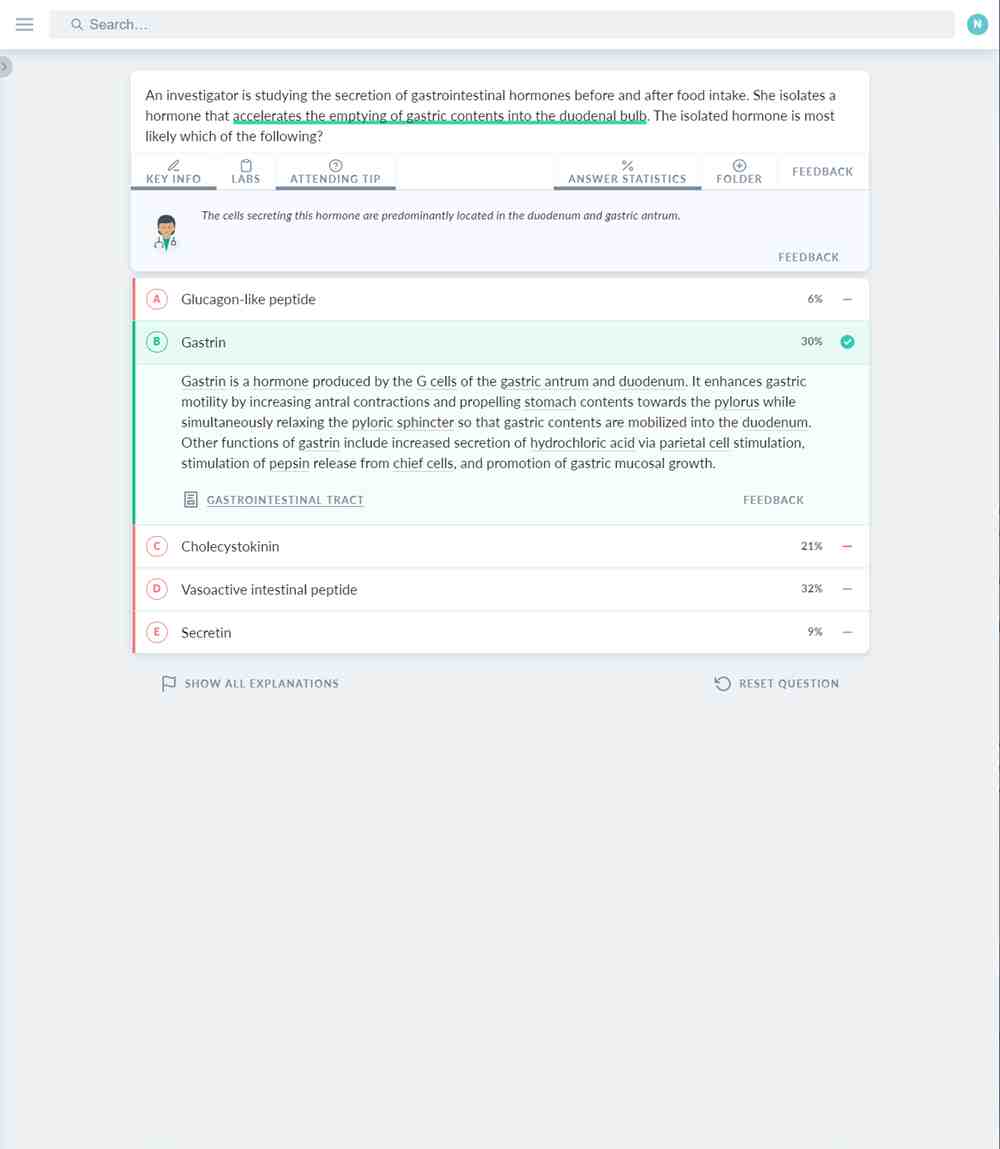 Search…
N
An investigator is studying the secretion of gastrointestinal hormones before and after food intake. She isolates a
hormone that accelerates the emptying of gastric contents into the duodenal bulb. The isolated hormone is most
likely which of the following?
KEY INFO LABS ATTENDING TIP % ANSWER STATISTICS FOLDER FEEDBACK
The cells secreting this hormone are predominantly located in the duodenum and gastric antrum.
FEEDBACK
A Glucagon-like peptide 6%
B Gastrin 30%
Gastrin is a hormone produced by the G cells of the gastric antrum and duodenum. It enhances gastric
motility by increasing antral contractions and propelling stomach contents towards the pylorus while
simultaneously relaxing the pyloric sphincter so that gastric contents are mobilized into the duodenum.
Other functions of gastrin include increased secretion of hydrochloric acid via parietal cell stimulation,
stimulation of pepsin release from chief cells, and promotion of gastric mucosal growth.
GASTROINTESTINAL TRACT FEEDBACK
C Cholecystokinin 21%
D Vasoactive intestinal peptide 32%
E Secretin 9%
SHOW ALL EXPLANATIONS RESET QUESTION